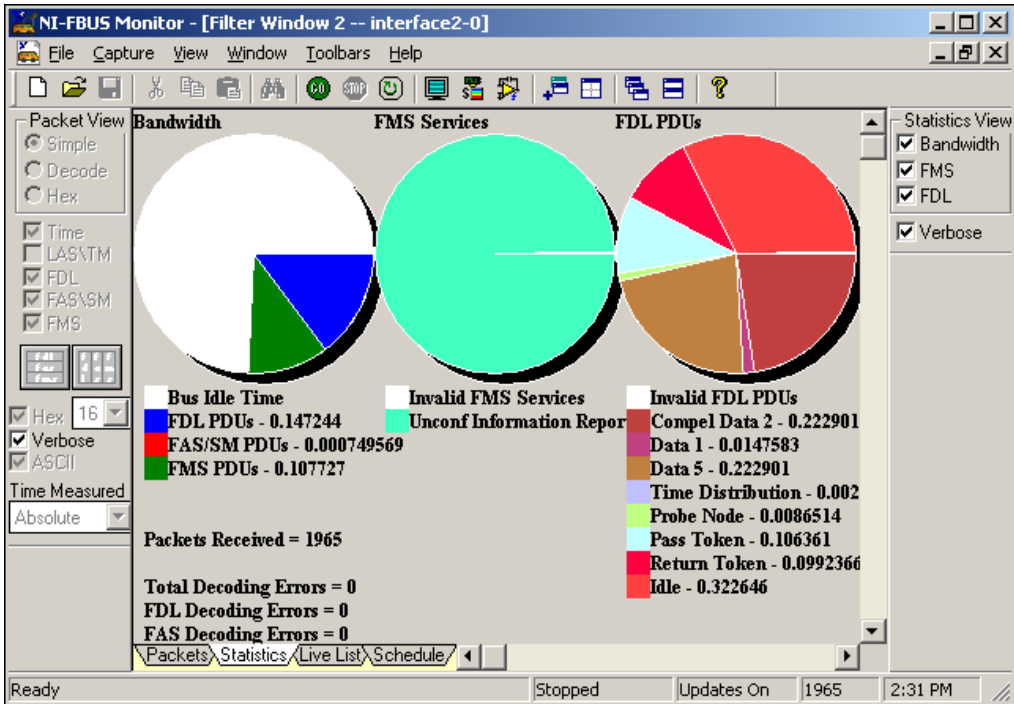 NI-FBUS Monitor - [Filter Window 2 -- interface2-0]
File Capture View Window Toolbars Help
GO STOP
Packet View
Simple
Decode
Hex
Time
LAS\TM
FDL
FAS\SM
FMS
Hex 16
Verbose
ASCII
Time Measured
Absolute
Bandwidth
Bus Idle Time
FDL PDUs - 0.147244
FAS/SM PDUs - 0.000749569
FMS PDUs - 0.107727
Packets Received = 1965
Total Decoding Errors = 0
FDL Decoding Errors = 0
FAS Decoding Errors = 0
FMS Services
Invalid FMS Services
Unconf Information Repor
FDL PDUs
Invalid FDL PDUs
Compel Data 2 - 0.222901
Data 1 - 0.0147583
Data 5 - 0.222901
Time Distribution - 0.002
Probe Node - 0.0086514
Pass Token - 0.106361
Return Token - 0.0992366
Idle - 0.322646
Statistics View
Bandwidth
FMS
FDL
Verbose
Packets Statistics Live List Schedule
Ready Stopped Updates On 1965 2:31 PM